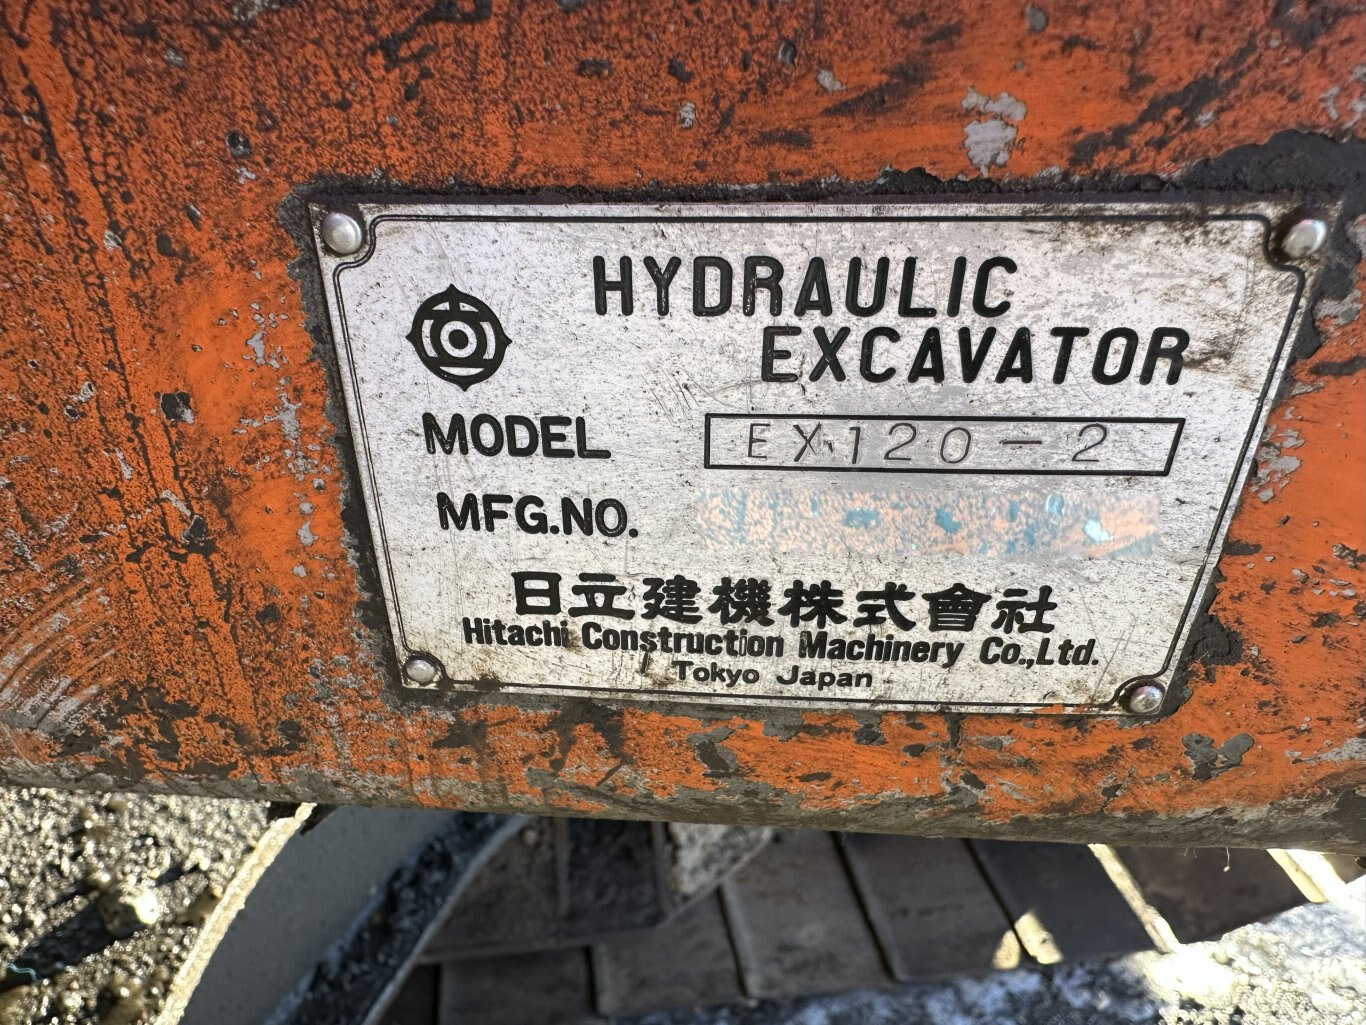 HYDRAULIC
EXCAVATOR
MODEL EX120-2
MFG.NO.
日立建機株式會社
Hitachi Construction Machinery Co.,Ltd.
Tokyo Japan